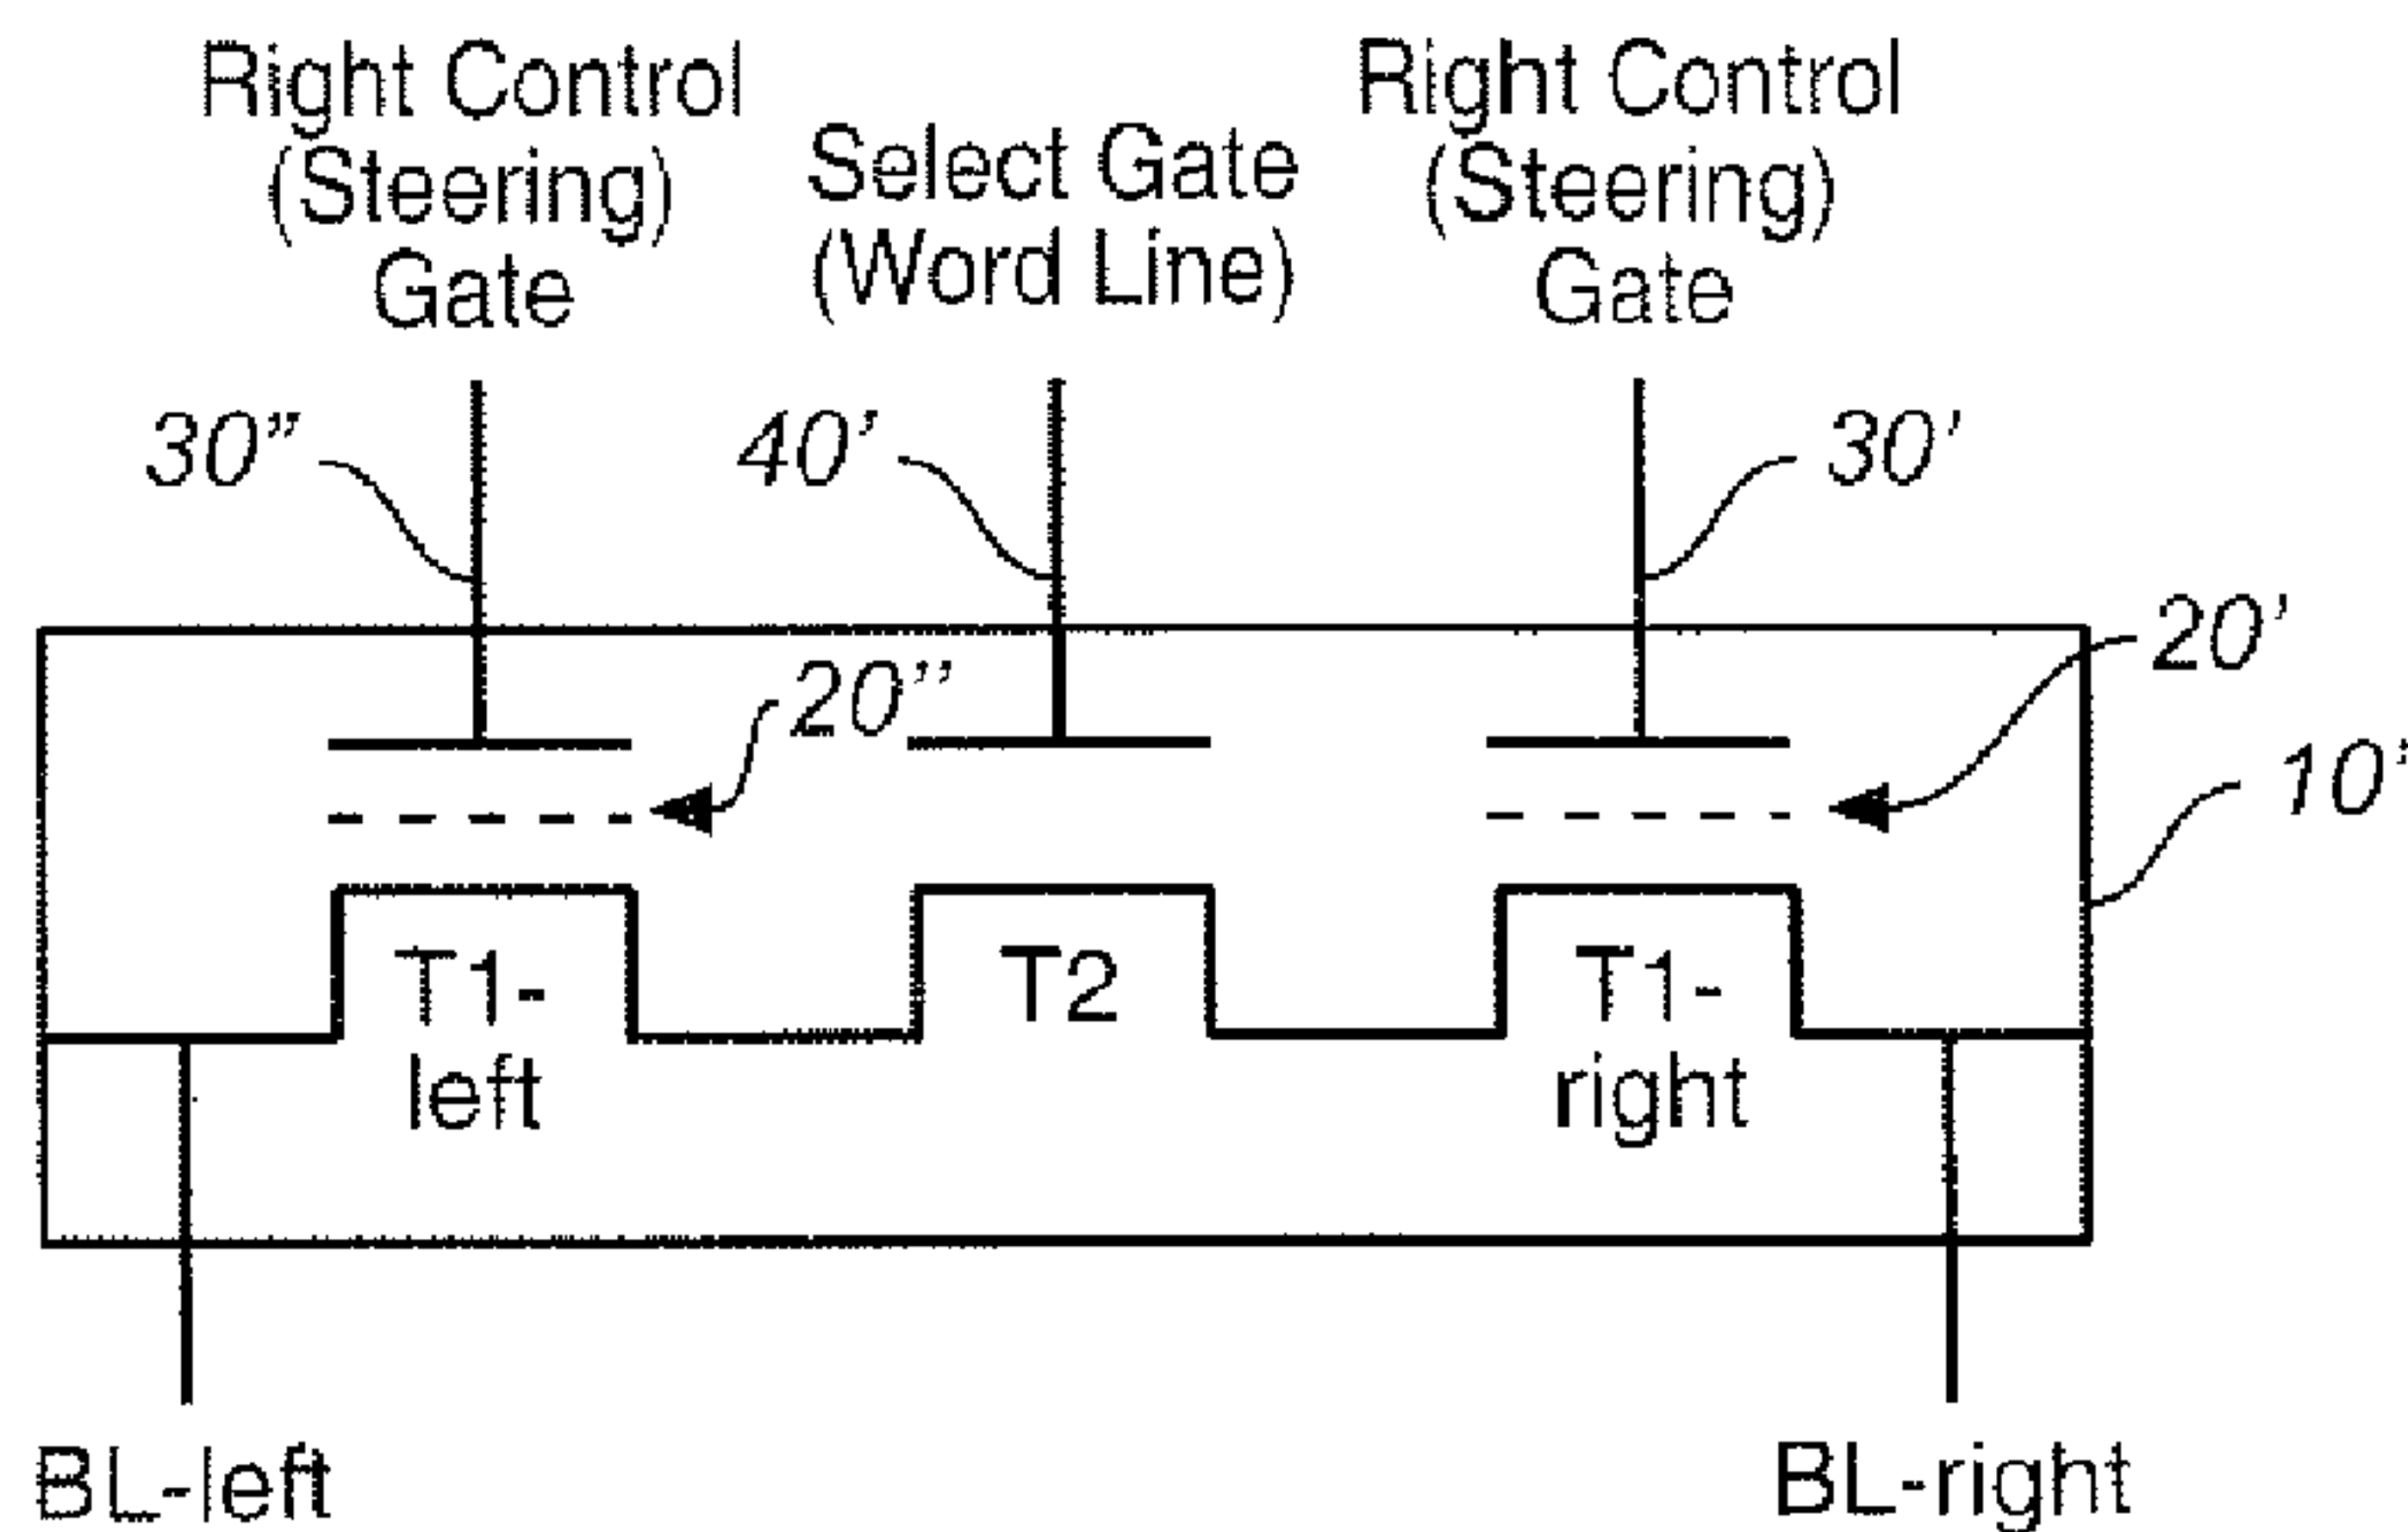 Right Control
(Steering)
Gate
Select Gate
(Word Line)
Right Control
(Steering)
Gate
30”
40’
30’
20’
20”
10’
T1-
left
T2
T1-
right
BL-left
BL-right